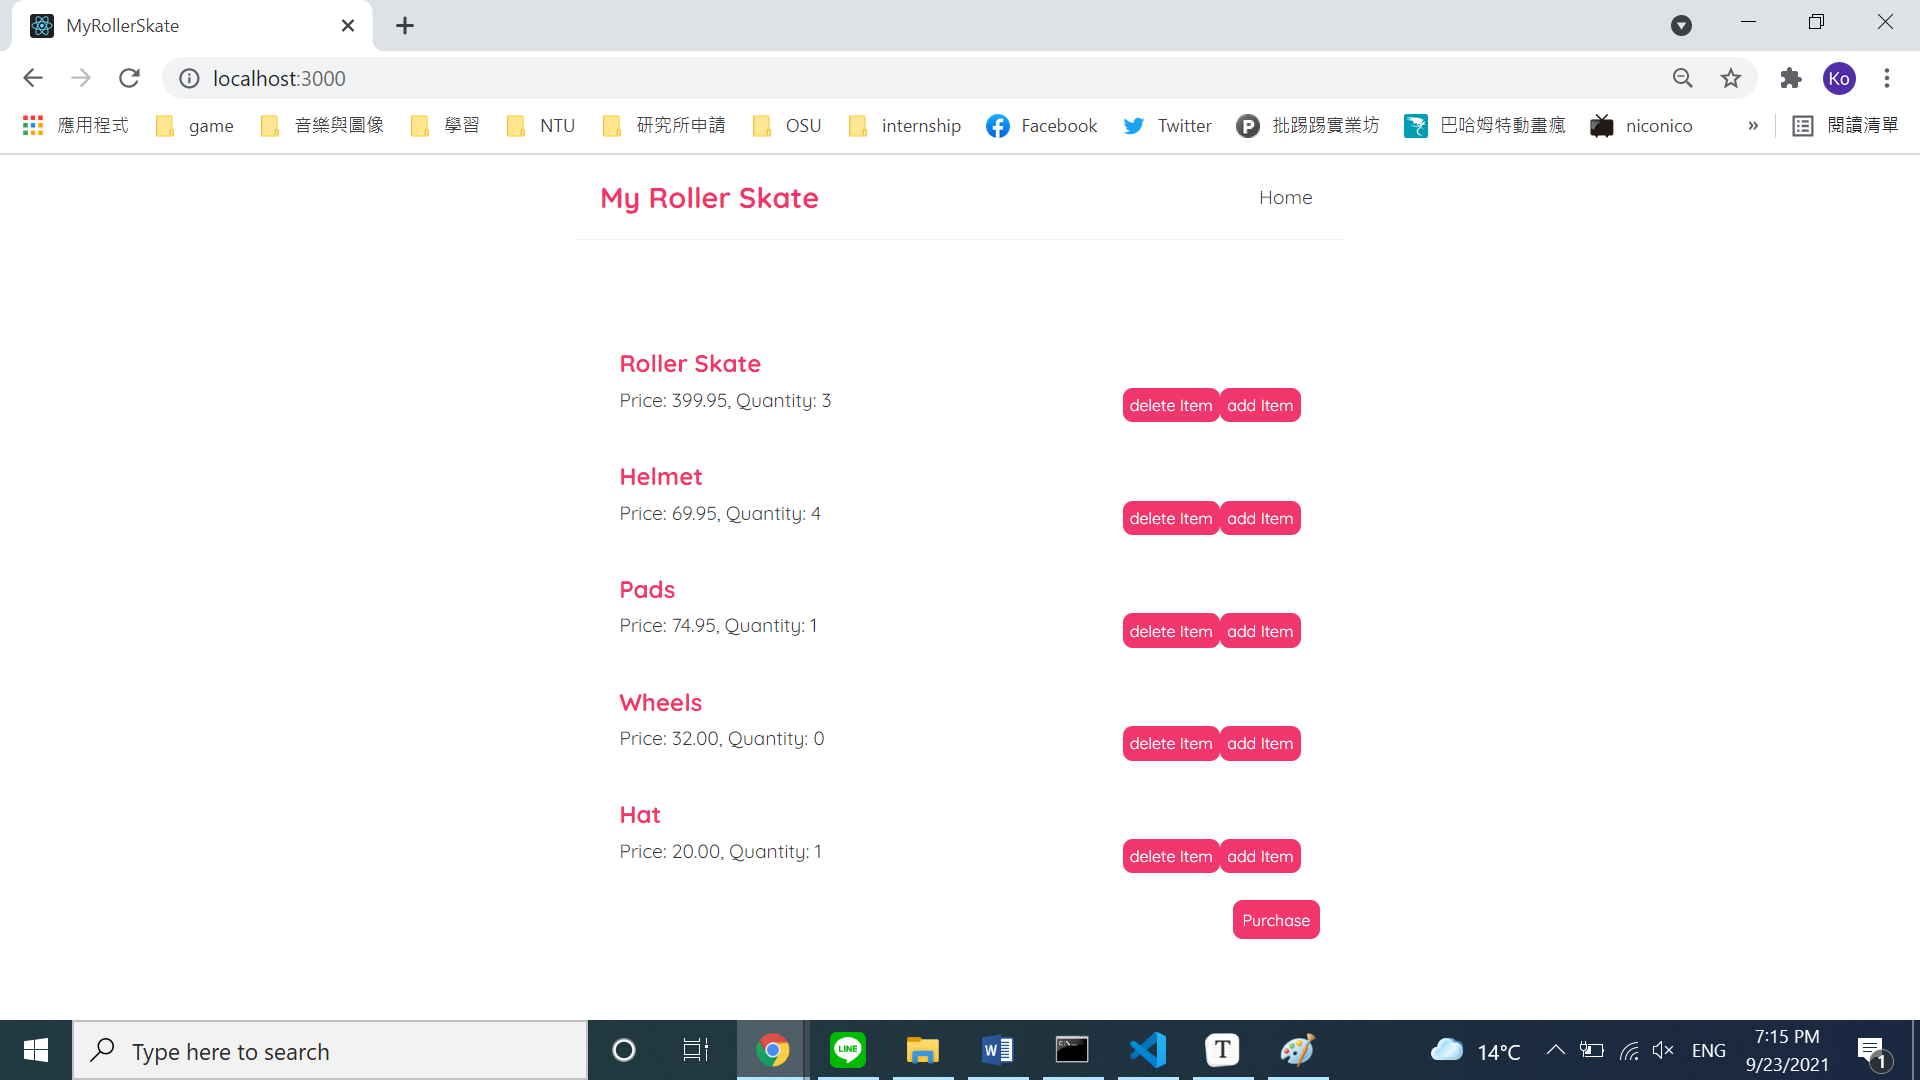 MyRollerSkate
localhost:3000
Ko
應用程式 game 音樂與圖像 學習 NTU 研究所申請 OSU internship Facebook Twitter 批踢踢實業坊 巴哈姆特動畫瘋 niconico » 閱讀清單
My Roller Skate Home
Roller Skate
Price: 399.95, Quantity: 3 delete Item add Item
Helmet
Price: 69.95, Quantity: 4 delete Item add Item
Pads
Price: 74.95, Quantity: 1 delete Item add Item
Wheels
Price: 32.00, Quantity: 0 delete Item add Item
Hat
Price: 20.00, Quantity: 1 delete Item add Item
Purchase
Type here to search
LINE
14°C
ENG
7:15 PM
9/23/2021
1